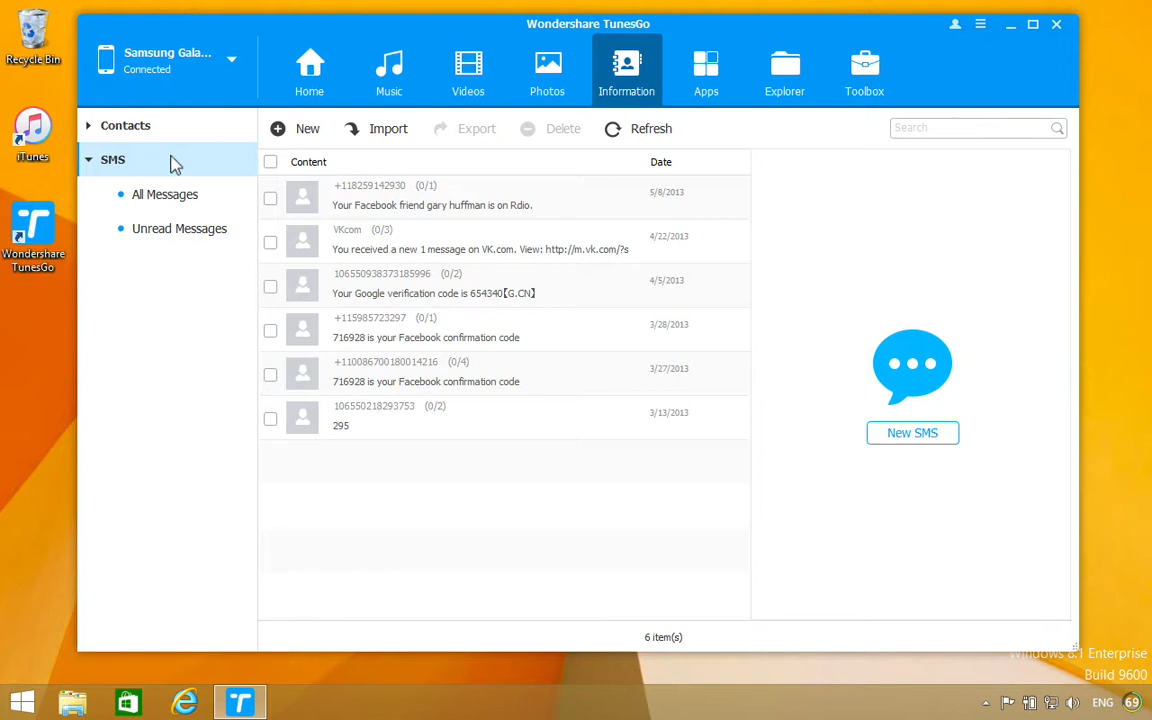 Recycle Bin
iTunes
Wondershare
TunesGo
Wondershare TunesGo
Samsung Gala...
Connected
Home
Music
Videos
Photos
Information
Apps
Explorer
Toolbox
Contacts
SMS
All Messages
Unread Messages
New
Import
Export
Delete
Refresh
Search
Content
Date
+118259142930 (0/1)
Your Facebook friend gary huffman is on Rdio.
5/8/2013
VKcom (0/3)
You received a new 1 message on VK.com. View: http://m.vk.com/?s
4/22/2013
106550938373185996 (0/2)
Your Google verification code is 654340【G.CN】
4/5/2013
+115985723297 (0/1)
716928 is your Facebook confirmation code
3/28/2013
+110086700180014216 (0/4)
716928 is your Facebook confirmation code
3/27/2013
106550218293753 (0/2)
295
3/13/2013
New SMS
6 item(s)
Windows 8.1 Enterprise
Build 9600
ENG
69